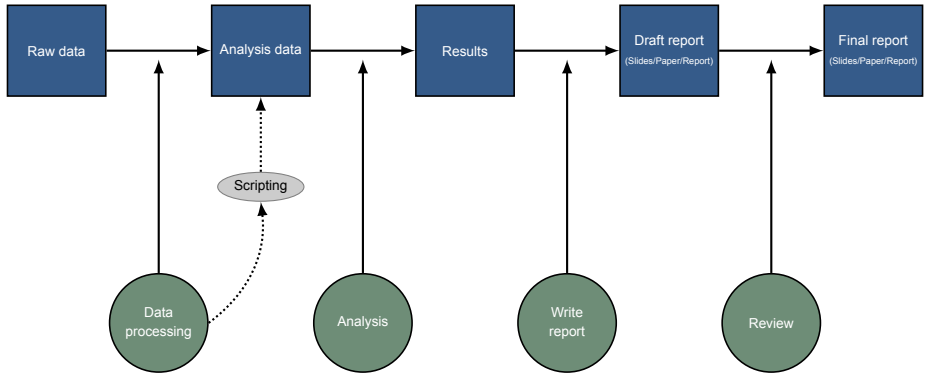 Raw data
Analysis data
Results
Draft report
(Slides/Paper/Report)
Final report
(Slides/Paper/Report)
Scripting
Data
processing
Analysis
Write
report
Review